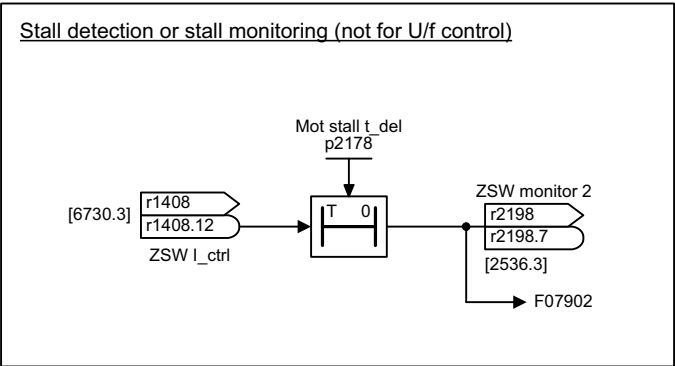 Stall detection or stall monitoring (not for U/f control)
Mot stall t_del
p2178
[6730.3]
r1408
r1408.12
ZSW I_ctrl
T 0
ZSW monitor 2
r2198
r2198.7
[2536.3]
F07902